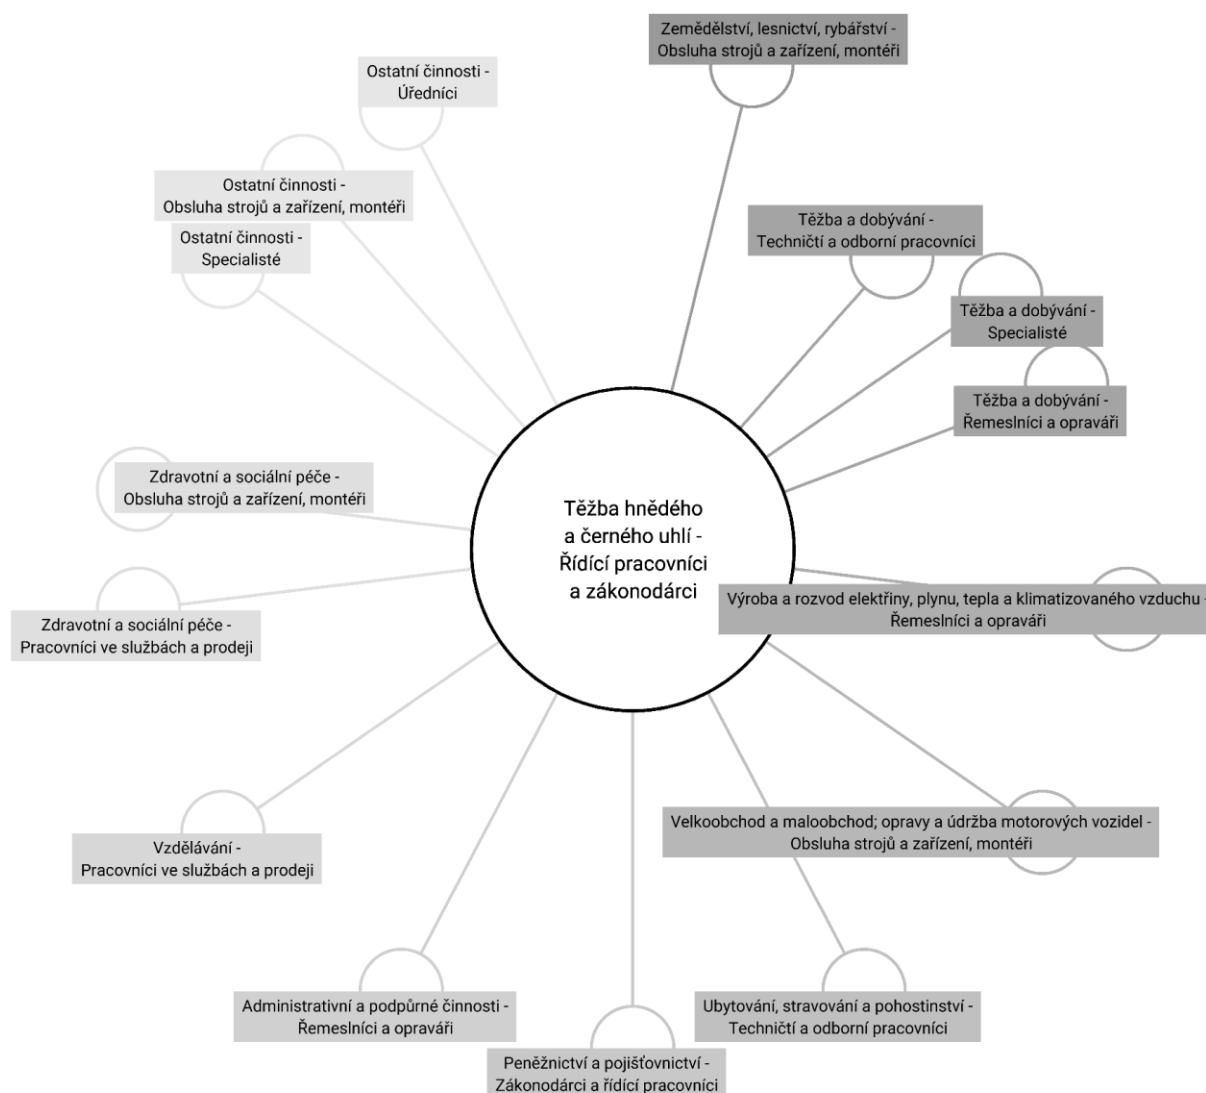 Zemědělství, lesnictví, rybářství -
Obsluha strojů a zařízení, montéři
Ostatní činnosti -
Úředníci
Ostatní činnosti -
Obsluha strojů a zařízení, montéři
Ostatní činnosti -
Specialisté
Těžba a dobývání -
Techničtí a odborní pracovníci
Těžba a dobývání -
Specialisté
Těžba a dobývání -
Řemeslníci a opraváři
Zdravotní a sociální péče -
Obsluha strojů a zařízení, montéři
Těžba hnědého
a černého uhlí -
Řídící pracovníci
a zákonodárci
Výroba a rozvod elektřiny, plynu, tepla a klimatizovaného vzduchu -
Řemeslníci a opraváři
Zdravotní a sociální péče -
Pracovníci ve službách a prodeji
Velkoobchod a maloobchod; opravy a údržba motorových vozidel -
Obsluha strojů a zařízení, montéři
Vzdělávání -
Pracovníci ve službách a prodeji
Administrativní a podpůrné činnosti -
Řemeslníci a opraváři
Ubytování, stravování a pohostinství -
Techničtí a odborní pracovníci
Peněžnictví a pojišťovnictví -
Zákonodárci a řídící pracovníci